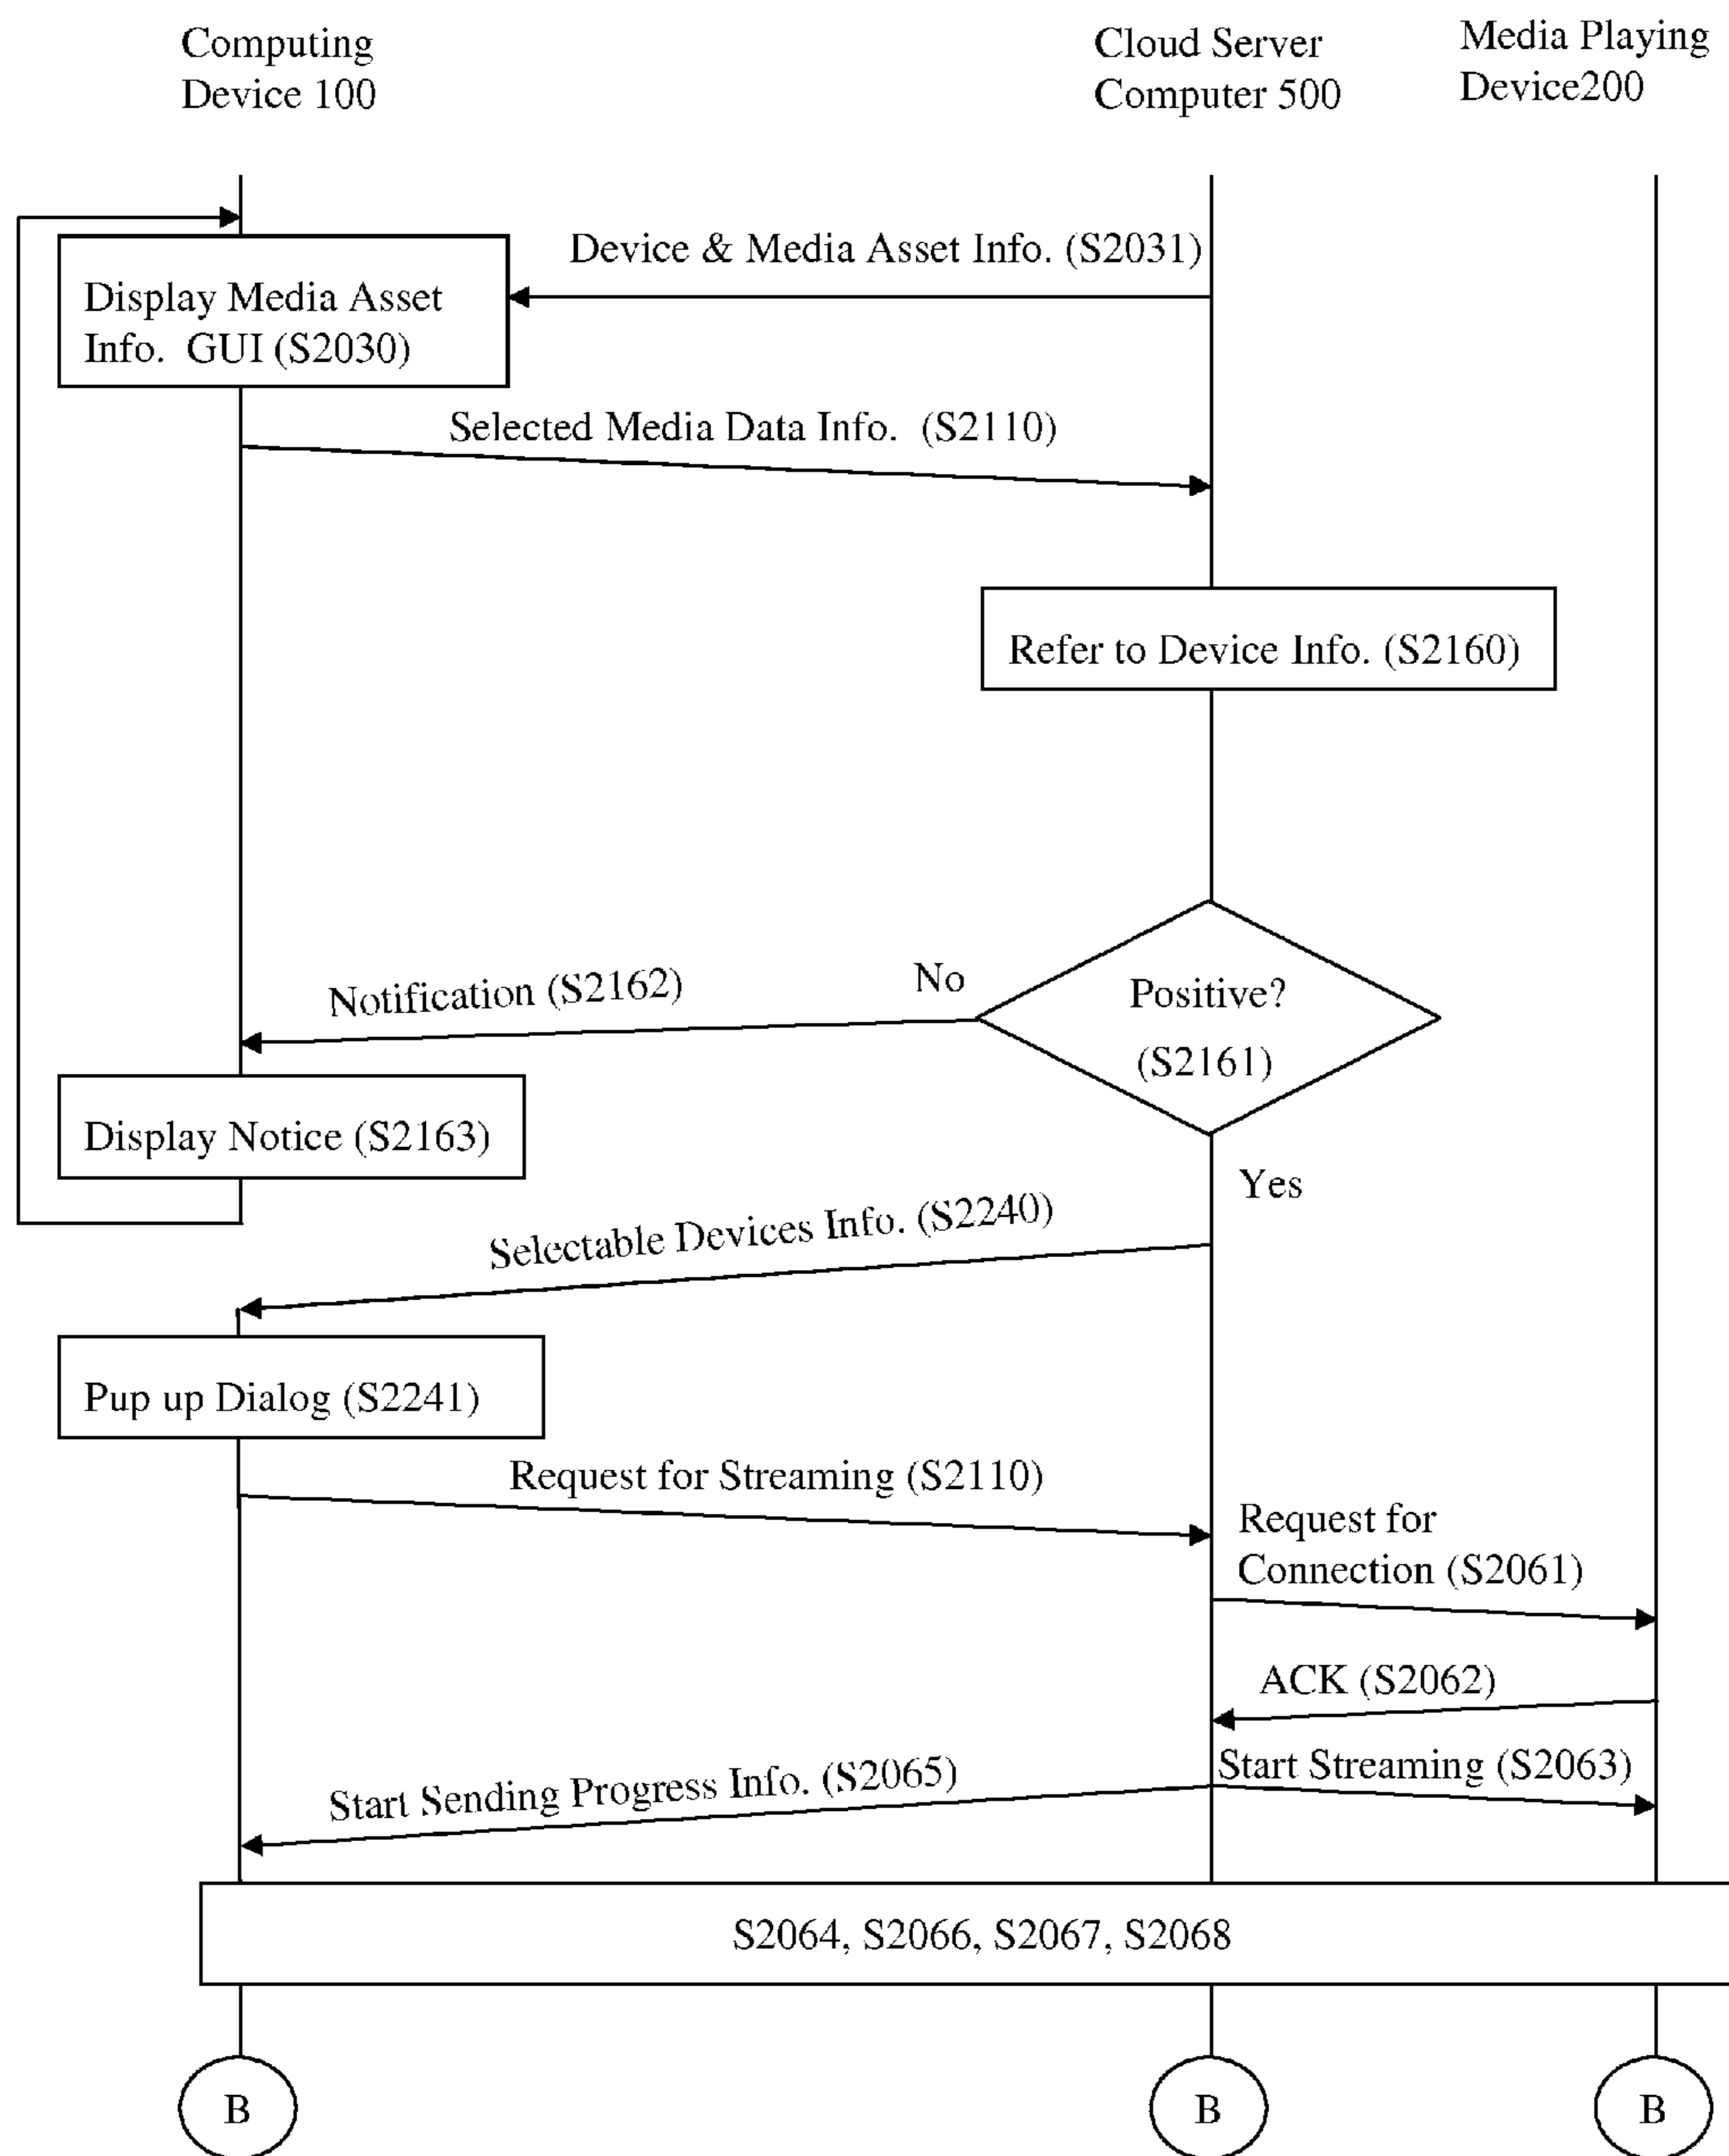 Computing
Device 100
Cloud Server
Computer 500
Media Playing
Device200
Device & Media Asset Info. (S2031)
Display Media Asset
Info. GUI (S2030)
Selected Media Data Info. (S2110)
Refer to Device Info. (S2160)
No
Notification (S2162)
Positive?
(S2161)
Display Notice (S2163)
Yes
Selectable Devices Info. (S2240)
Pup up Dialog (S2241)
Request for Streaming (S2110)
Request for
Connection (S2061)
ACK (S2062)
Start Streaming (S2063)
Start Sending Progress Info. (S2065)
S2064, S2066, S2067, S2068
B
B
B